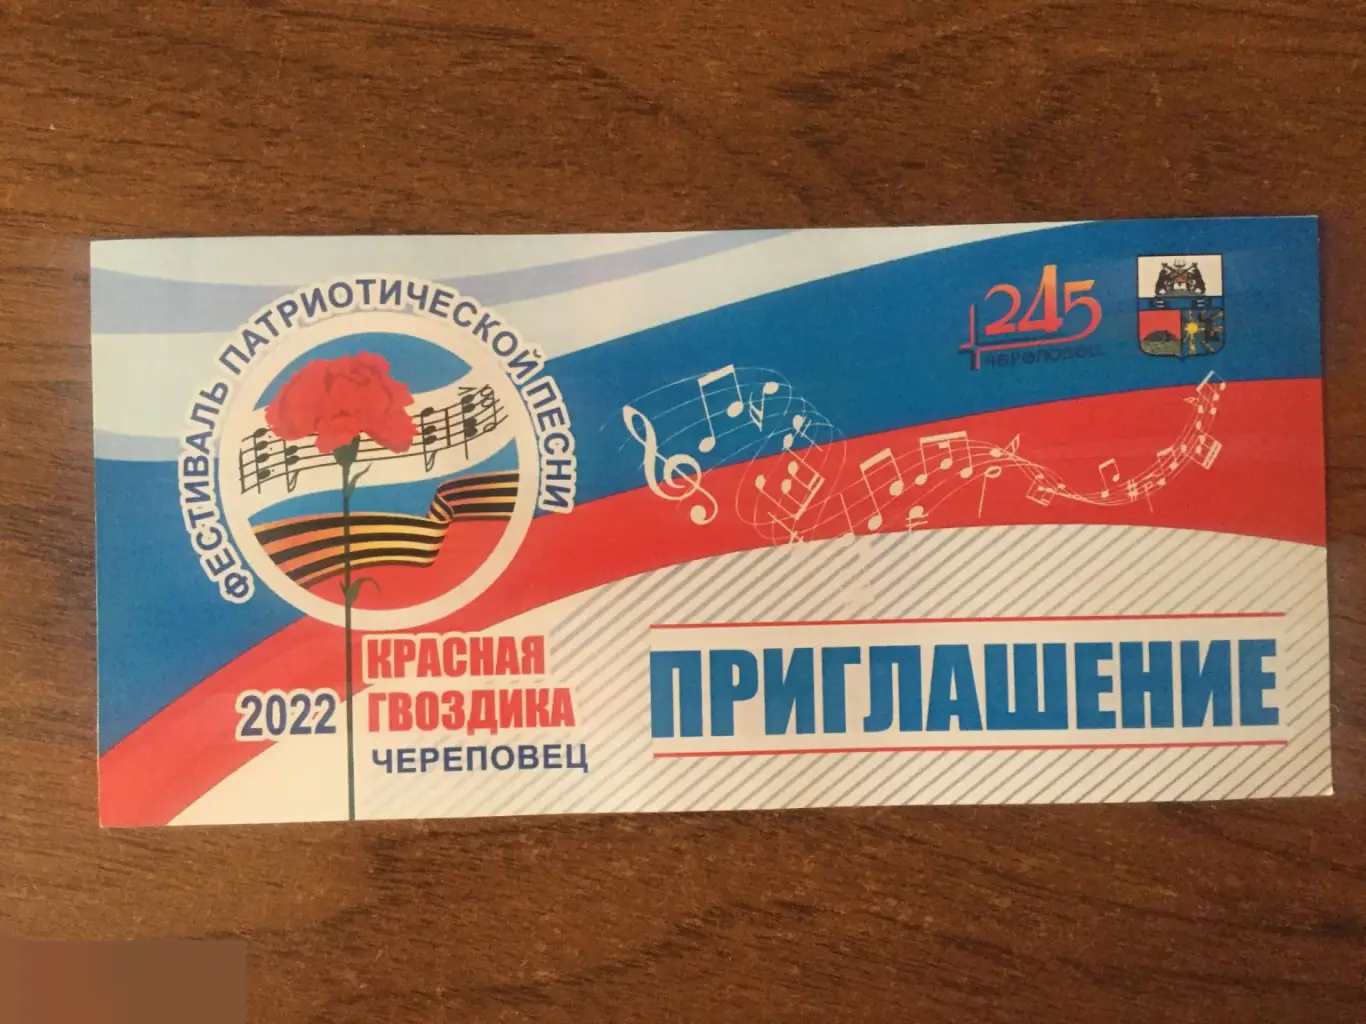 ФЕСТИВАЛЬ ПАТРИОТИЧЕСКОЙ ПЕСНИ
245
ЧЕРЕПОВЕЦ
КРАСНАЯ
2022 ГВОЗДИКА
ЧЕРЕПОВЕЦ
ПРИГЛАШЕНИЕ